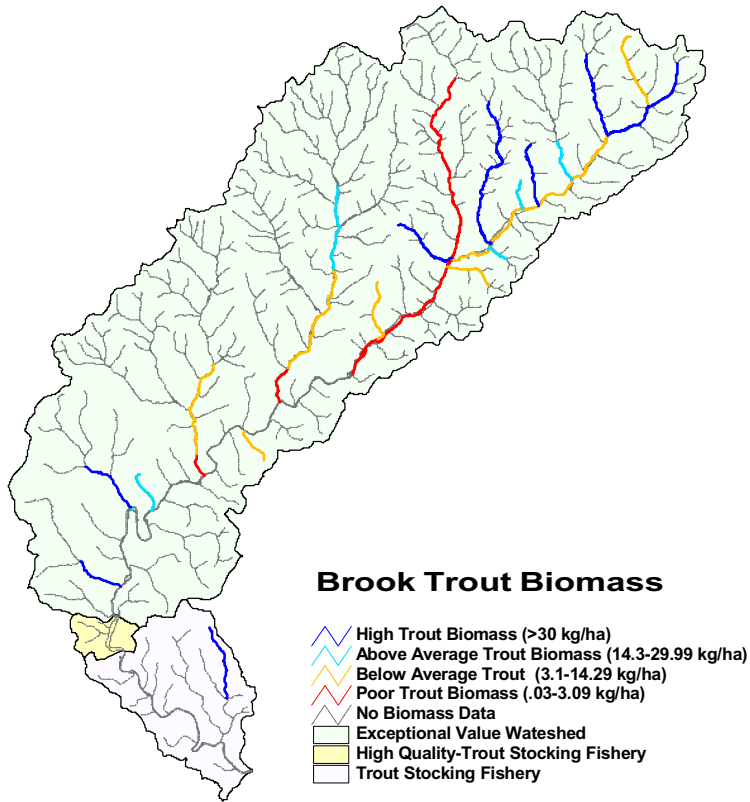 Brook Trout Biomass
High Trout Biomass (>30 kg/ha)
Above Average Trout Biomass (14.3-29.99 kg/ha)
Below Average Trout (3.1-14.29 kg/ha)
Poor Trout Biomass (.03-3.09 kg/ha)
No Biomass Data
Exceptional Value Wateshed
High Quality-Trout Stocking Fishery
Trout Stocking Fishery